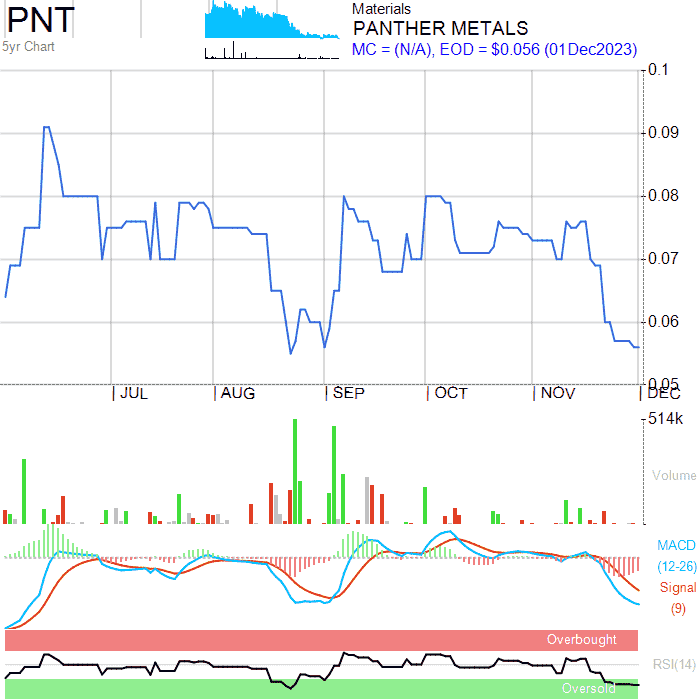 PNT
5yr Chart
Materials
PANTHER METALS
MC = (N/A), EOD = $0.056 (01Dec2023)
0.1
0.09
0.08
0.07
0.06
0.05
JUL AUG SEP OCT NOV DEC
514k
Volume
MACD
(12-26)
Signal
(9)
Overbought
RSI(14)
Oversold